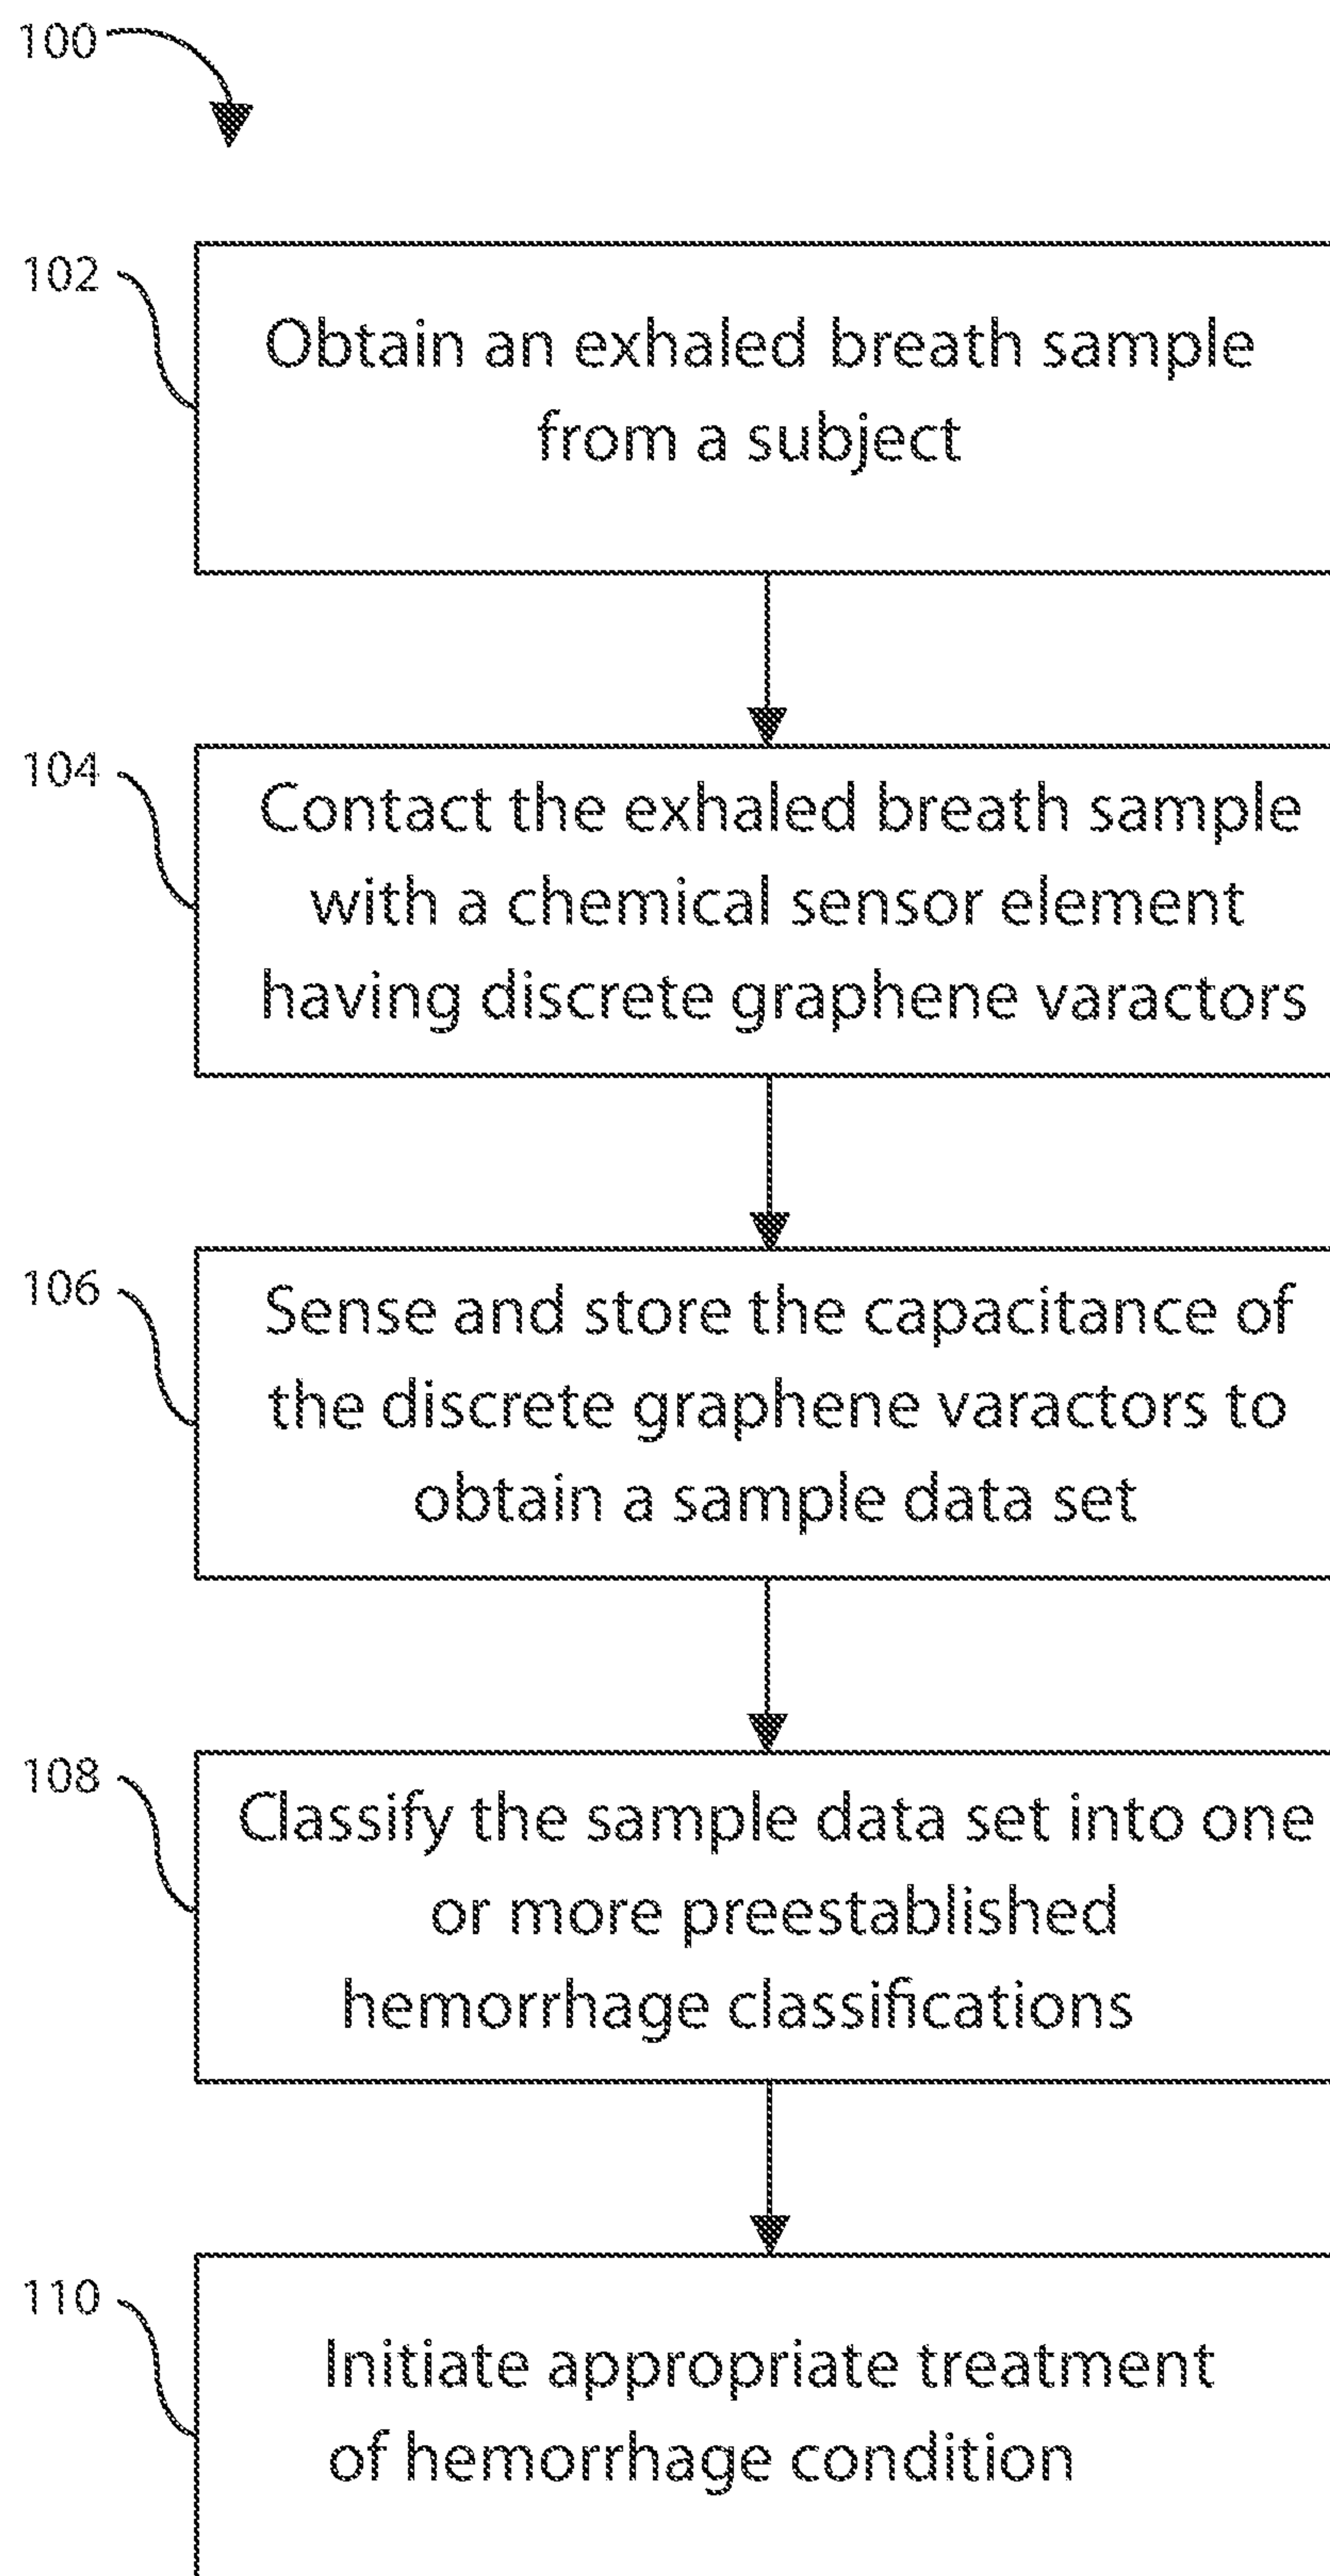 100
102
Obtain an exhaled breath sample
from a subject
104
Contact the exhaled breath sample
with a chemical sensor element
having discrete graphene varactors
106
Sense and store the capacitance of
the discrete graphene varactors to
obtain a sample data set
108
Classify the sample data set into one
or more preestablished
hemorrhage classifications
110
Initiate appropriate treatment
of hemorrhage condition